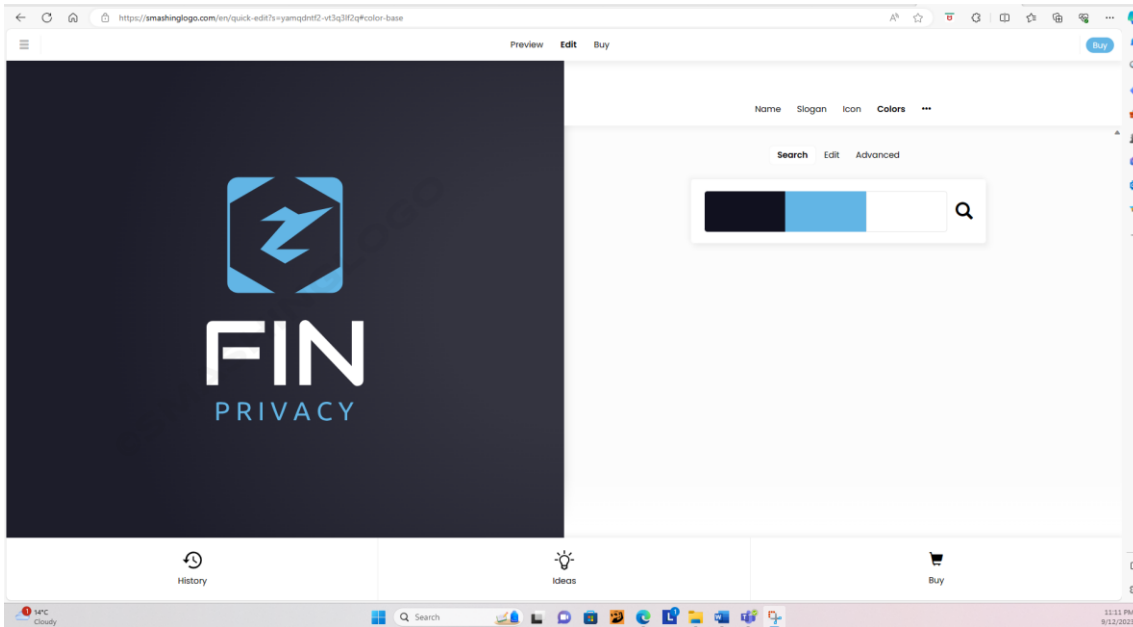 https://smashinglogo.com/en/quick-edit?s=yamqdntf2-vt3q3lf2q#color-base
Preview Edit Buy
Buy
Name Slogan Icon Colors •••
Search Edit Advanced
FIN
PRIVACY
History
Ideas
Buy
1
14°C
Cloudy
Search
11:11 PM